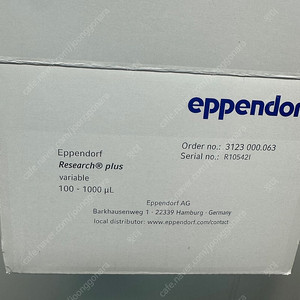 eppendorf
Order no.: 3123 000.063
Serial no.: R10542I
Eppendorf
Research® plus
variable
100 - 1000 µL
Eppendorf AG
Barkhausenweg 1 - 22339 Hamburg - Germany
local distributor: www.eppendorf.com/contact